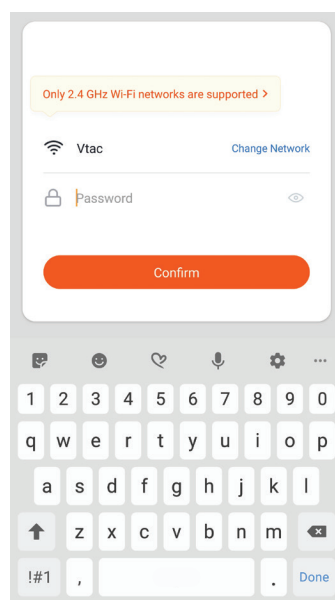 Only 2.4 GHz Wi-Fi networks are supported >
Vtac Change Network
Password
Confirm
1 2 3 4 5 6 7 8 9 0
q w e r t y u i o p
a s d f g h j k l
z x c v b n m
!#1 , . Done